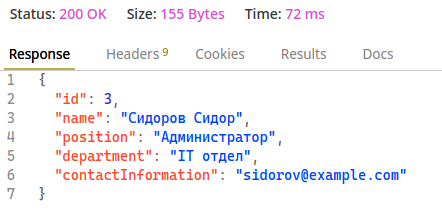 Status: 200 OK Size: 155 Bytes Time: 72 ms
Response Headers 9 Cookies Results Docs
1 {
2 "id": 3,
3 "name": "Сидоров Сидор",
4 "position": "Администратор",
5 "department": "IT отдел",
6 "contactInformation": "sidorov@example.com"
7 }